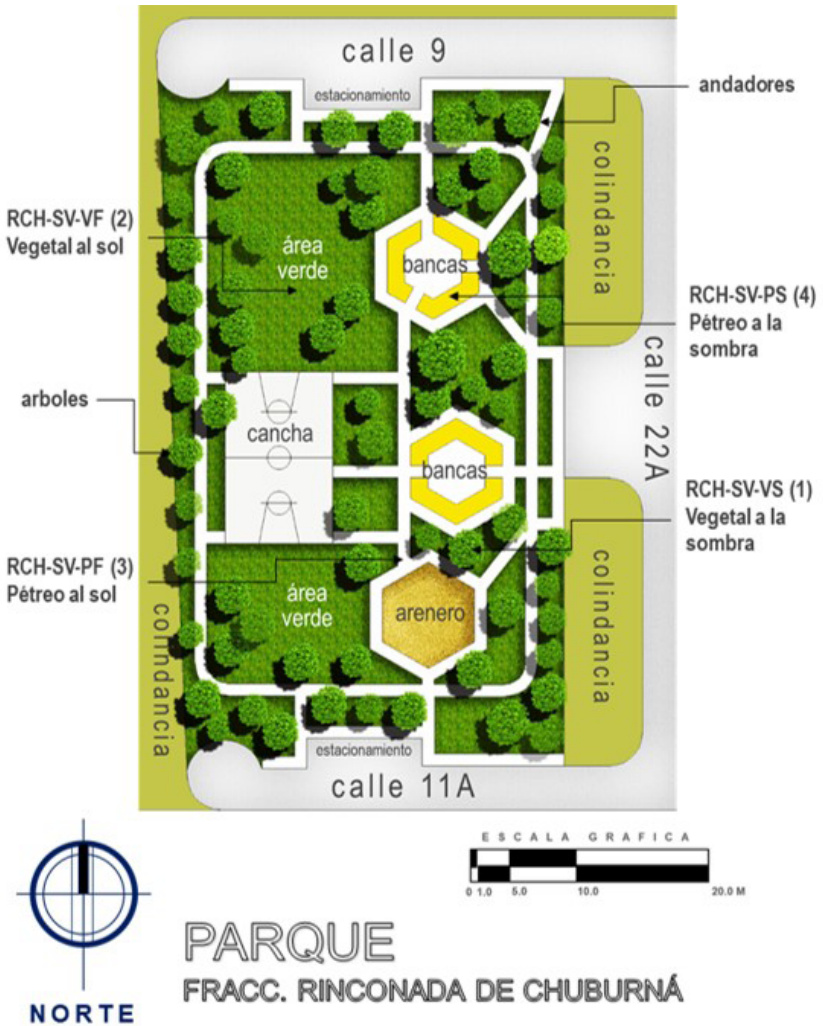 calle 9
estacionamiento
andadores
colindancia
RCH-SV-VF (2)
Vegetal al sol
área
verde
bancas
RCH-SV-PS (4)
Pétreo a la
sombra
calle 22A
arboles
cancha
bancas
RCH-SV-VS (1)
Vegetal a la
sombra
RCH-SV-PF (3)
Pétreo al sol
área
verde
arenero
colindancia
colindancia
estacionamiento
calle 11A
ESCALA GRAFICA
0 1.0 5.0 10.0 20.0 M
NORTE
PARQUE
FRACC. RINCONADA DE CHUBURNÁ